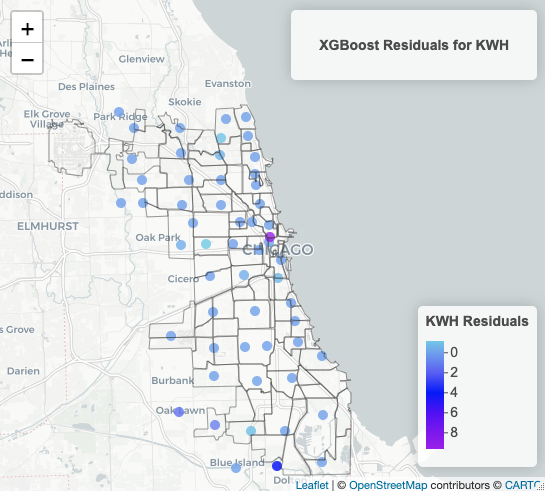 +
−
XGBoost Residuals for KWH
Glenview
Evanston
Des Plaines
Skokie
Elk Grove
Village
Park Ridge
ddison
ELMHURST
Oak Park
CHICAGO
Cicero
s Grove
Darien
Burbank
Oak Lawn
Blue Island
Dol
KWH Residuals
0
2
4
6
8
Leaflet | © OpenStreetMap contributors © CARTO